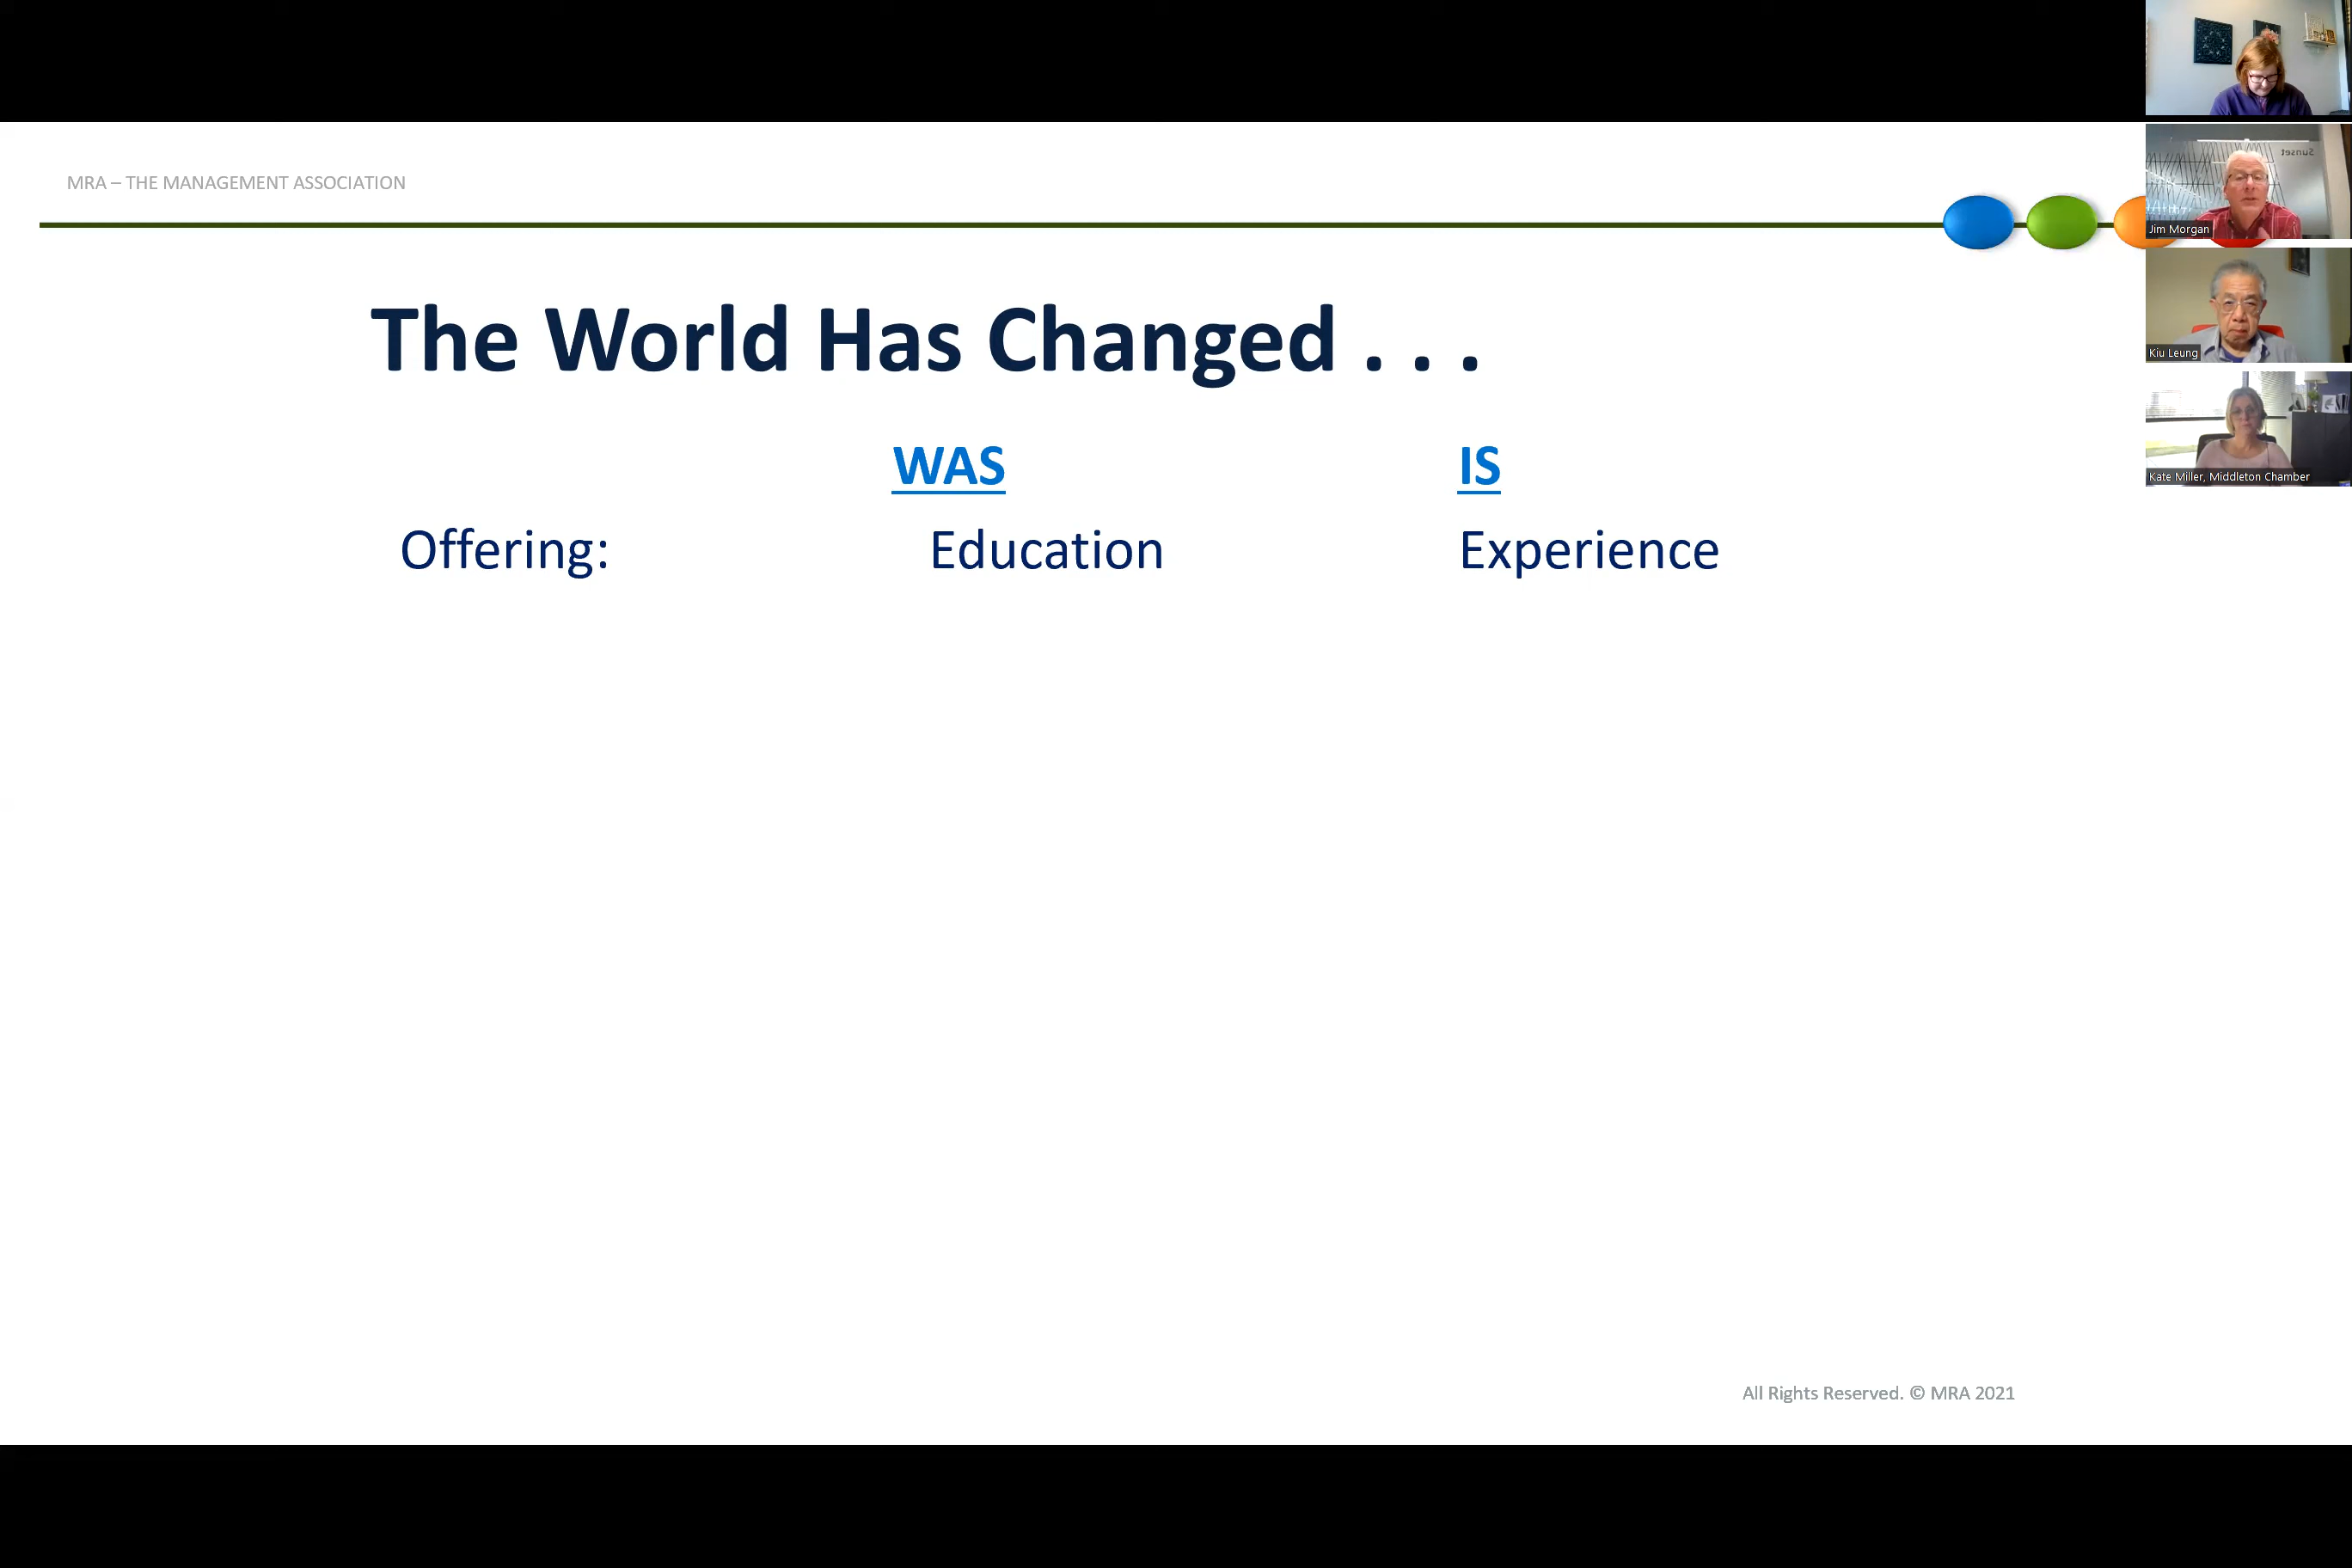 MRA – THE MANAGEMENT ASSOCIATION
The World Has Changed . . .
WAS IS
Offering: Education Experience
All Rights Reserved. © MRA 2021
Sunset
Jim Morgan
Kiu Leung
Kate Miller, Middleton Chamber